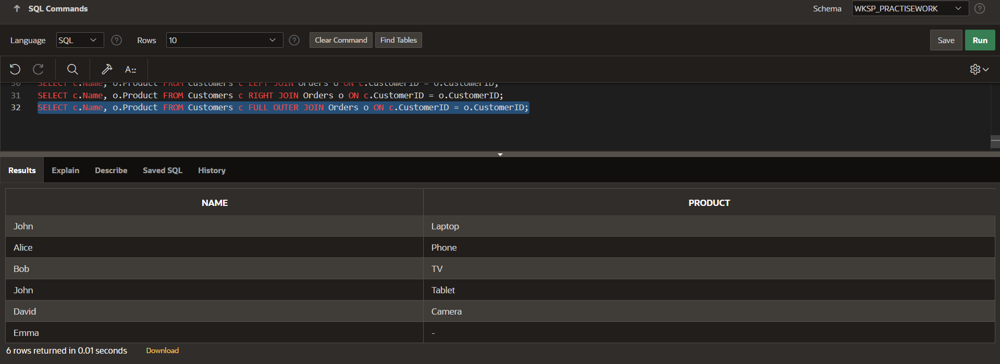 SQL Commands
Schema WKSP_PRACTISEWORK
Language SQL Rows 10 Clear Command Find Tables Save Run
A::
30 SELECT c.Name, o.Product FROM Customers c LEFT JOIN Orders o ON c.CustomerID = o.CustomerID;
31 SELECT c.Name, o.Product FROM Customers c RIGHT JOIN Orders o ON c.CustomerID = o.CustomerID;
32 SELECT c.Name, o.Product FROM Customers c FULL OUTER JOIN Orders o ON c.CustomerID = o.CustomerID;
Results Explain Describe Saved SQL History
NAME PRODUCT
John Laptop
Alice Phone
Bob TV
John Tablet
David Camera
Emma -
6 rows returned in 0.01 seconds Download